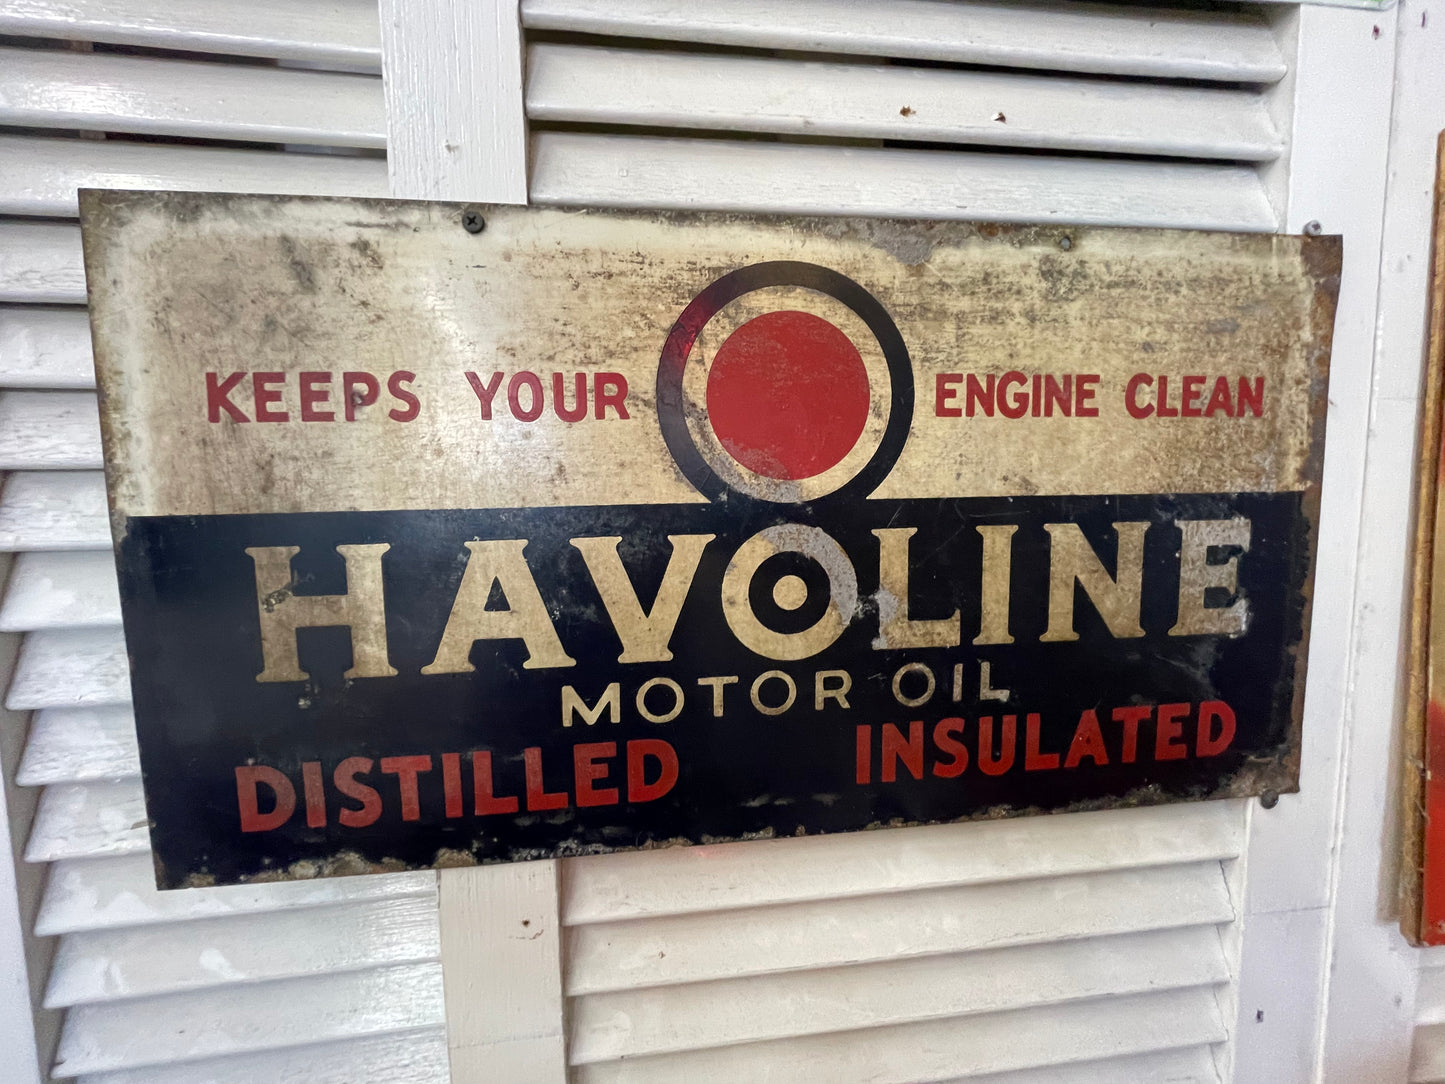 KEEPS YOUR ENGINE CLEAN
HAVOLINE
MOTOR OIL
DISTILLED INSULATED